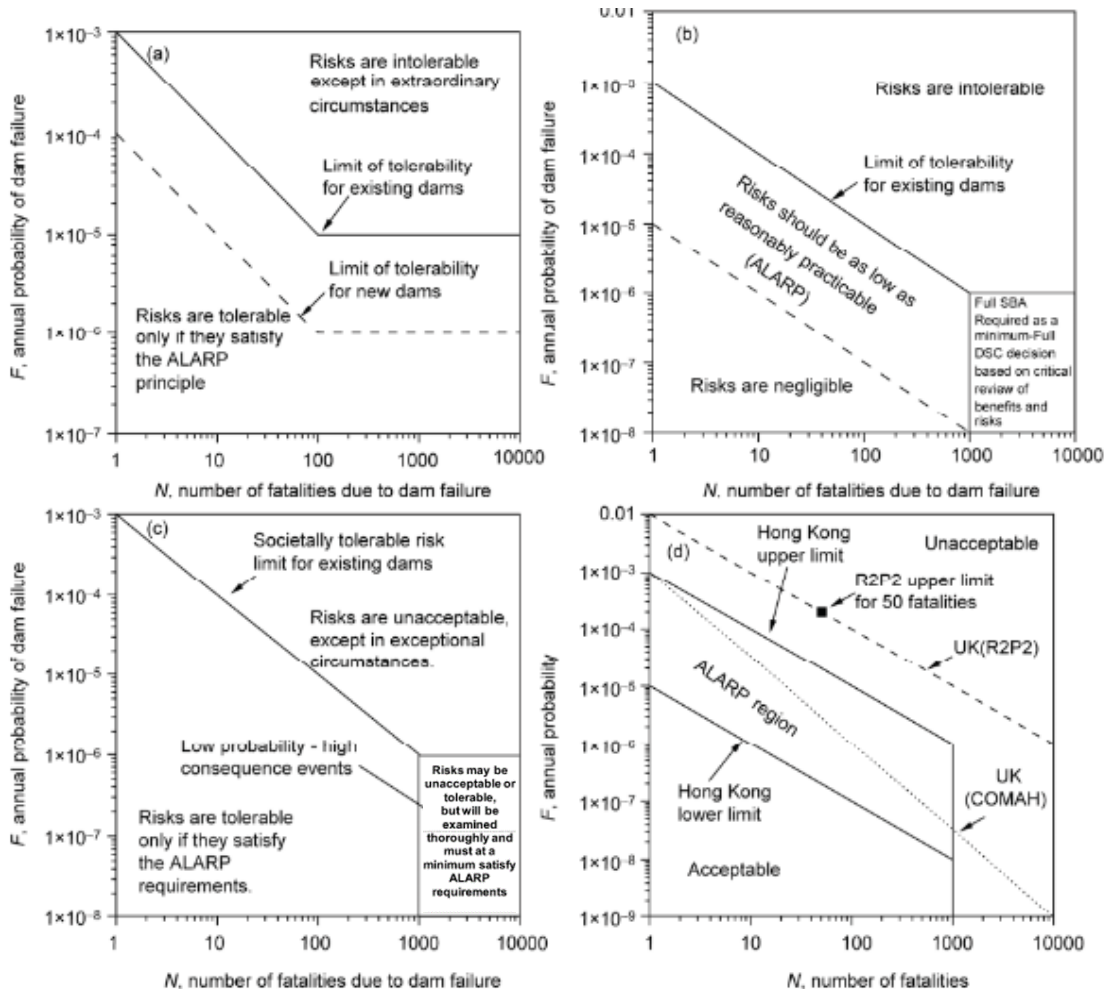 (a)
Risks are intolerable
except in extraordinary
circumstances
Limit of tolerability
for existing dams
Limit of tolerability
for new dams
Risks are tolerable
only if they satisfy
the ALARP
principle
F, annual probability of dam failure
1×10⁻³
1×10⁻⁴
1×10⁻⁵
1×10⁻⁶
1×10⁻⁷
1
10
100
1000
10000
N, number of fatalities due to dam failure
(b)
Risks are intolerable
Limit of tolerability
for existing dams
Risks should be as low as
reasonably practicable
(ALARP)
Risks are negligible
Full SBA
Required as a
minimum-Full
DSC decision
based on critical
review of
benefits and
risks
F, annual probability of dam failure
0.01
1×10⁻³
1×10⁻⁴
1×10⁻⁵
1×10⁻⁶
1×10⁻⁷
1×10⁻⁸
1
10
100
1000
10000
N, number of fatalities due to dam failure
(c)
Societally tolerable risk
limit for existing dams
Risks are unacceptable,
except in exceptional
circumstances.
Low probability - high
consequence events
Risks are tolerable
only if they satisfy
the ALARP
requirements.
Risks may be
unacceptable or
tolerable,
but will be
examined
thoroughly and
must at a
minimum satisfy
ALARP
requirements
F, annual probability of dam failure
1×10⁻³
1×10⁻⁴
1×10⁻⁵
1×10⁻⁶
1×10⁻⁷
1×10⁻⁸
1
10
100
1000
10000
N, number of fatalities due to dam failure
(d)
Hong Kong
upper limit
Unacceptable
R2P2 upper limit
for 50 fatalities
UK(R2P2)
ALARP region
UK
(COMAH)
Hong Kong
lower limit
Acceptable
F, annual probability
0.01
1×10⁻³
1×10⁻⁴
1×10⁻⁵
1×10⁻⁶
1×10⁻⁷
1×10⁻⁸
1×10⁻⁹
1
10
100
1000
10000
N, number of fatalities